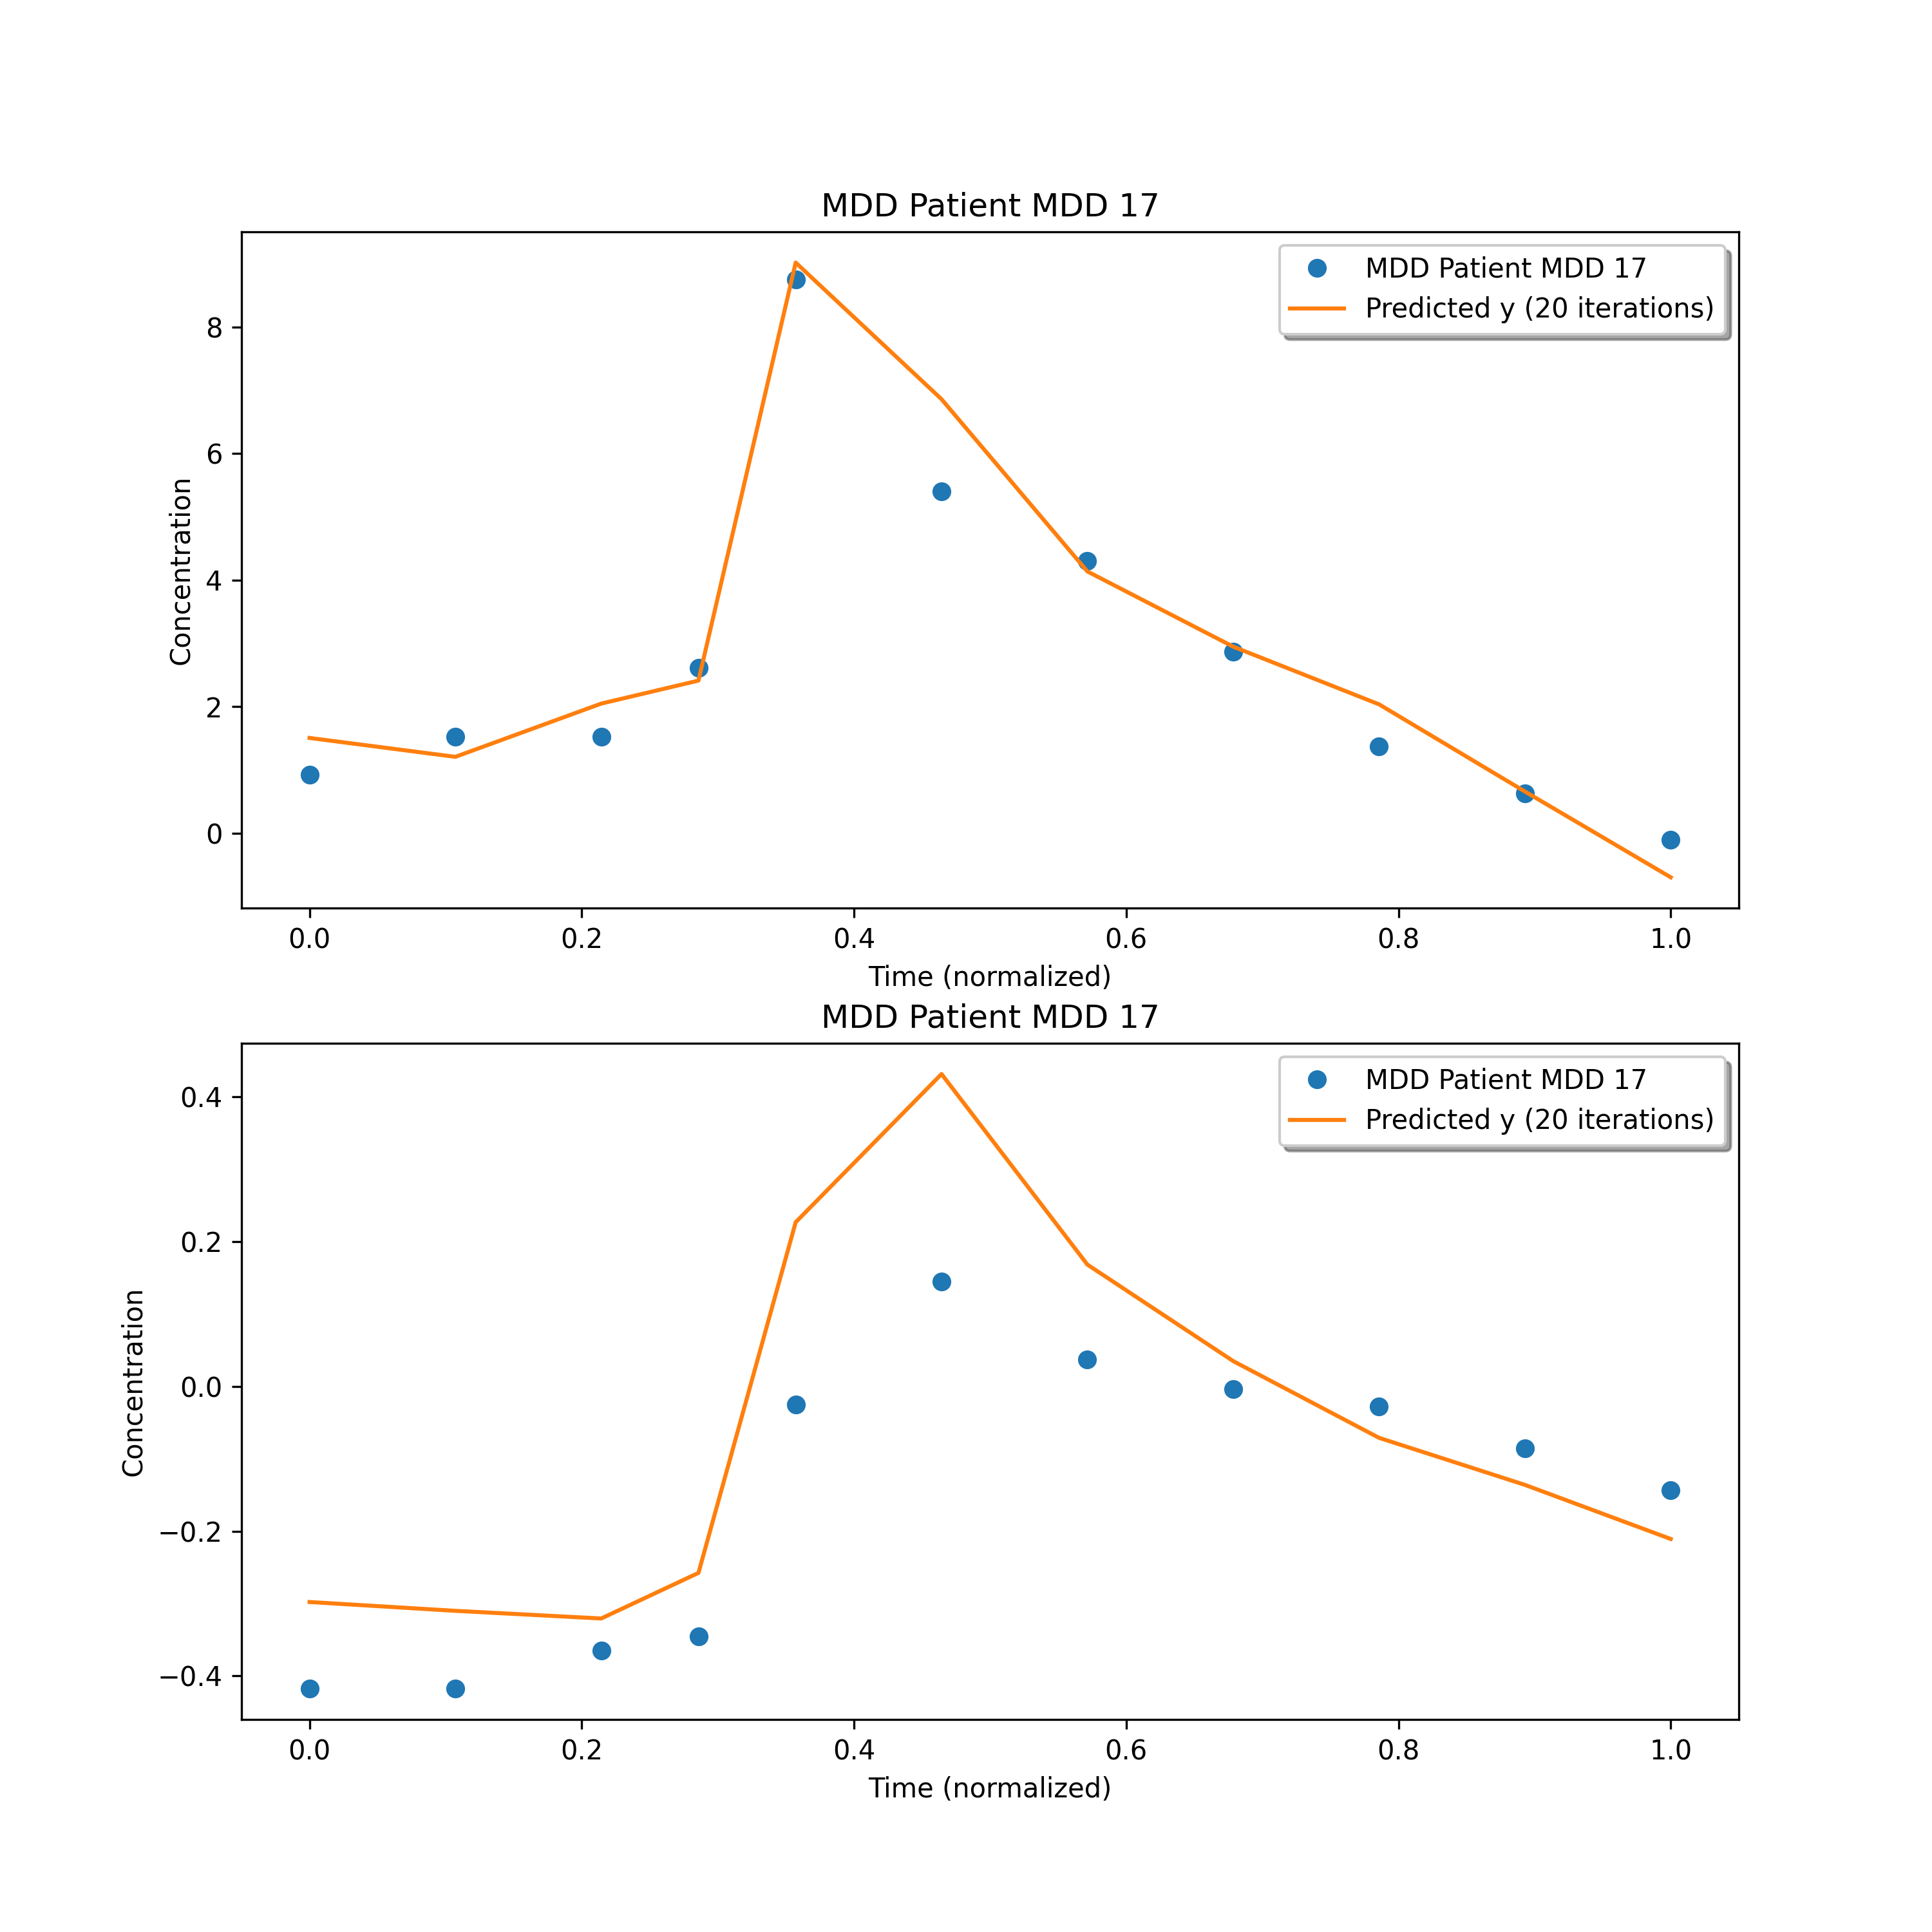 MDD Patient MDD 17
MDD Patient MDD 17
Predicted y (20 iterations)
Concentration
8
6
4
2
0
0.0 0.2 0.4 0.6 0.8 1.0
Time (normalized)
MDD Patient MDD 17
MDD Patient MDD 17
Predicted y (20 iterations)
Concentration
0.4
0.2
0.0
−0.2
−0.4
0.0 0.2 0.4 0.6 0.8 1.0
Time (normalized)